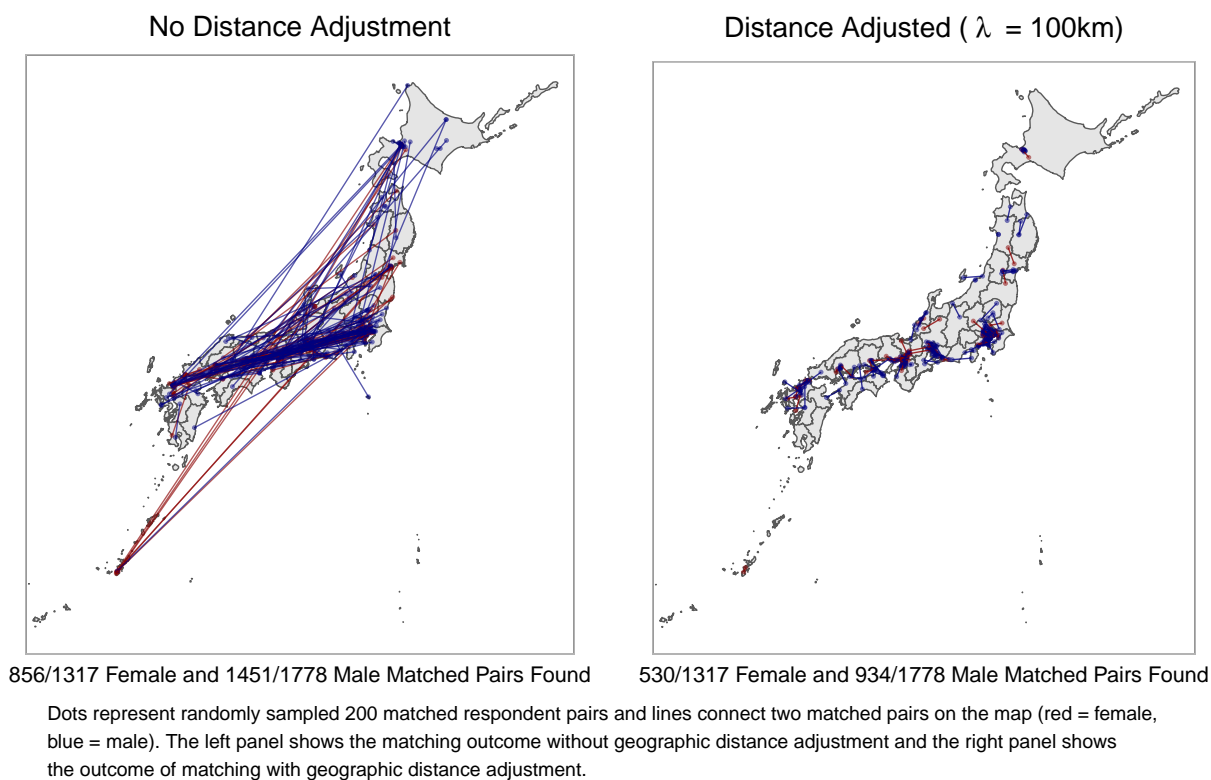 No Distance Adjustment
Distance Adjusted ( λ = 100km)
856/1317 Female and 1451/1778 Male Matched Pairs Found
530/1317 Female and 934/1778 Male Matched Pairs Found
Dots represent randomly sampled 200 matched respondent pairs and lines connect two matched pairs on the map (red = female,
blue = male). The left panel shows the matching outcome without geographic distance adjustment and the right panel shows
the outcome of matching with geographic distance adjustment.